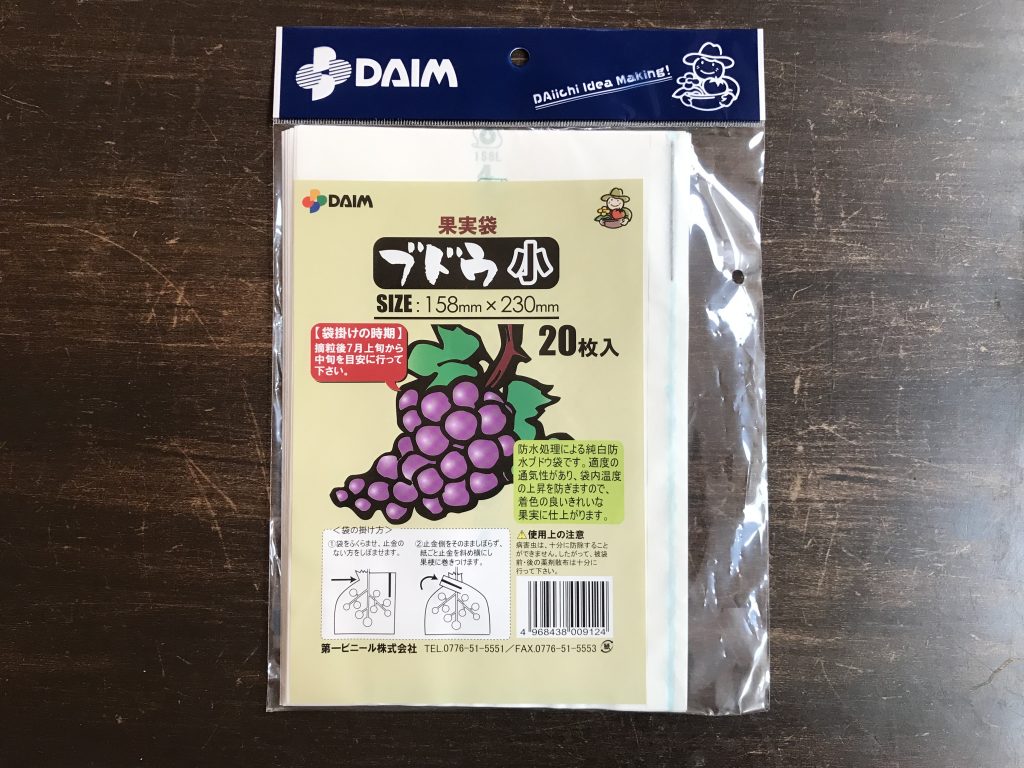 DAIM
DAiichi Idea Making!
158L
DAIM
果実袋
ブドウ 小
SIZE : 158mm × 230mm
20枚入
【袋掛けの時期】
摘粒後7月上旬から
中旬を目安に行って
下さい。
防水処理による純白防
水ブドウ袋です。適度の
通気性があり、袋内温度
の上昇を防ぎますので、
着色の良いきれいな
果実に仕上がります。
＜袋の掛け方＞
①袋をふくらませ、止金の
ない方をしぼませます。
②止金側をそのまましぼらず、
紙ごと止金を斜め横にし
果梗に巻きつけます。
⚠使用上の注意
病害虫は、十分に防除すること
ができません。したがって、被袋
前・後の薬剤散布は十分に
行って下さい。
4 968438 009124
第一ビニール株式会社 TEL.0776-51-5551／FAX.0776-51-5553
紙